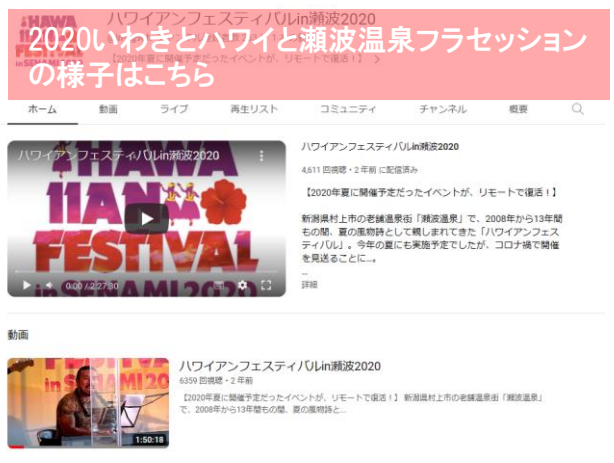 ハワイアンフェスティバルin瀬波2020
2020いわきとハワイと瀬波温泉フラセッション
の様子はこちら
【2020年夏に開催予定だったイベントが、リモートで復活！】
ホーム 動画 ライブ 再生リスト コミュニティ チャンネル 概要
ハワイアンフェスティバルin瀬波2020
HAWA
IIAN
FESTIVAL
in SENAMI 2020
0:00 / 2:27:30
ハワイアンフェスティバルin瀬波2020
4,611 回視聴・2 年前 に配信済み
【2020年夏に開催予定だったイベントが、リモートで復活！】
新潟県村上市の老舗温泉街「瀬波温泉」で、2008年から13年間
もの間、夏の風物詩として親しまれてきた「ハワイアンフェス
ティバル」。今年の夏にも実施予定でしたが、コロナ禍で開催
を見送ることに…。
...
詳細
動画
1:50:18
ハワイアンフェスティバルin瀬波2020
6359 回視聴・2 年前
【2020年夏に開催予定だったイベントが、リモートで復活！】 新潟県村上市の老舗温泉街「瀬波温泉」
で、2008年から13年間もの間、夏の風物詩と...